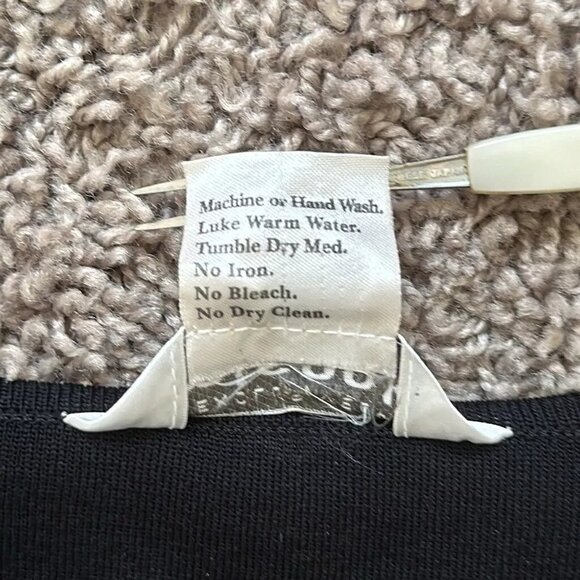 Machine or Hand Wash.
Luke Warm Water.
Tumble Dry Med.
No Iron.
No Bleach.
No Dry Clean.